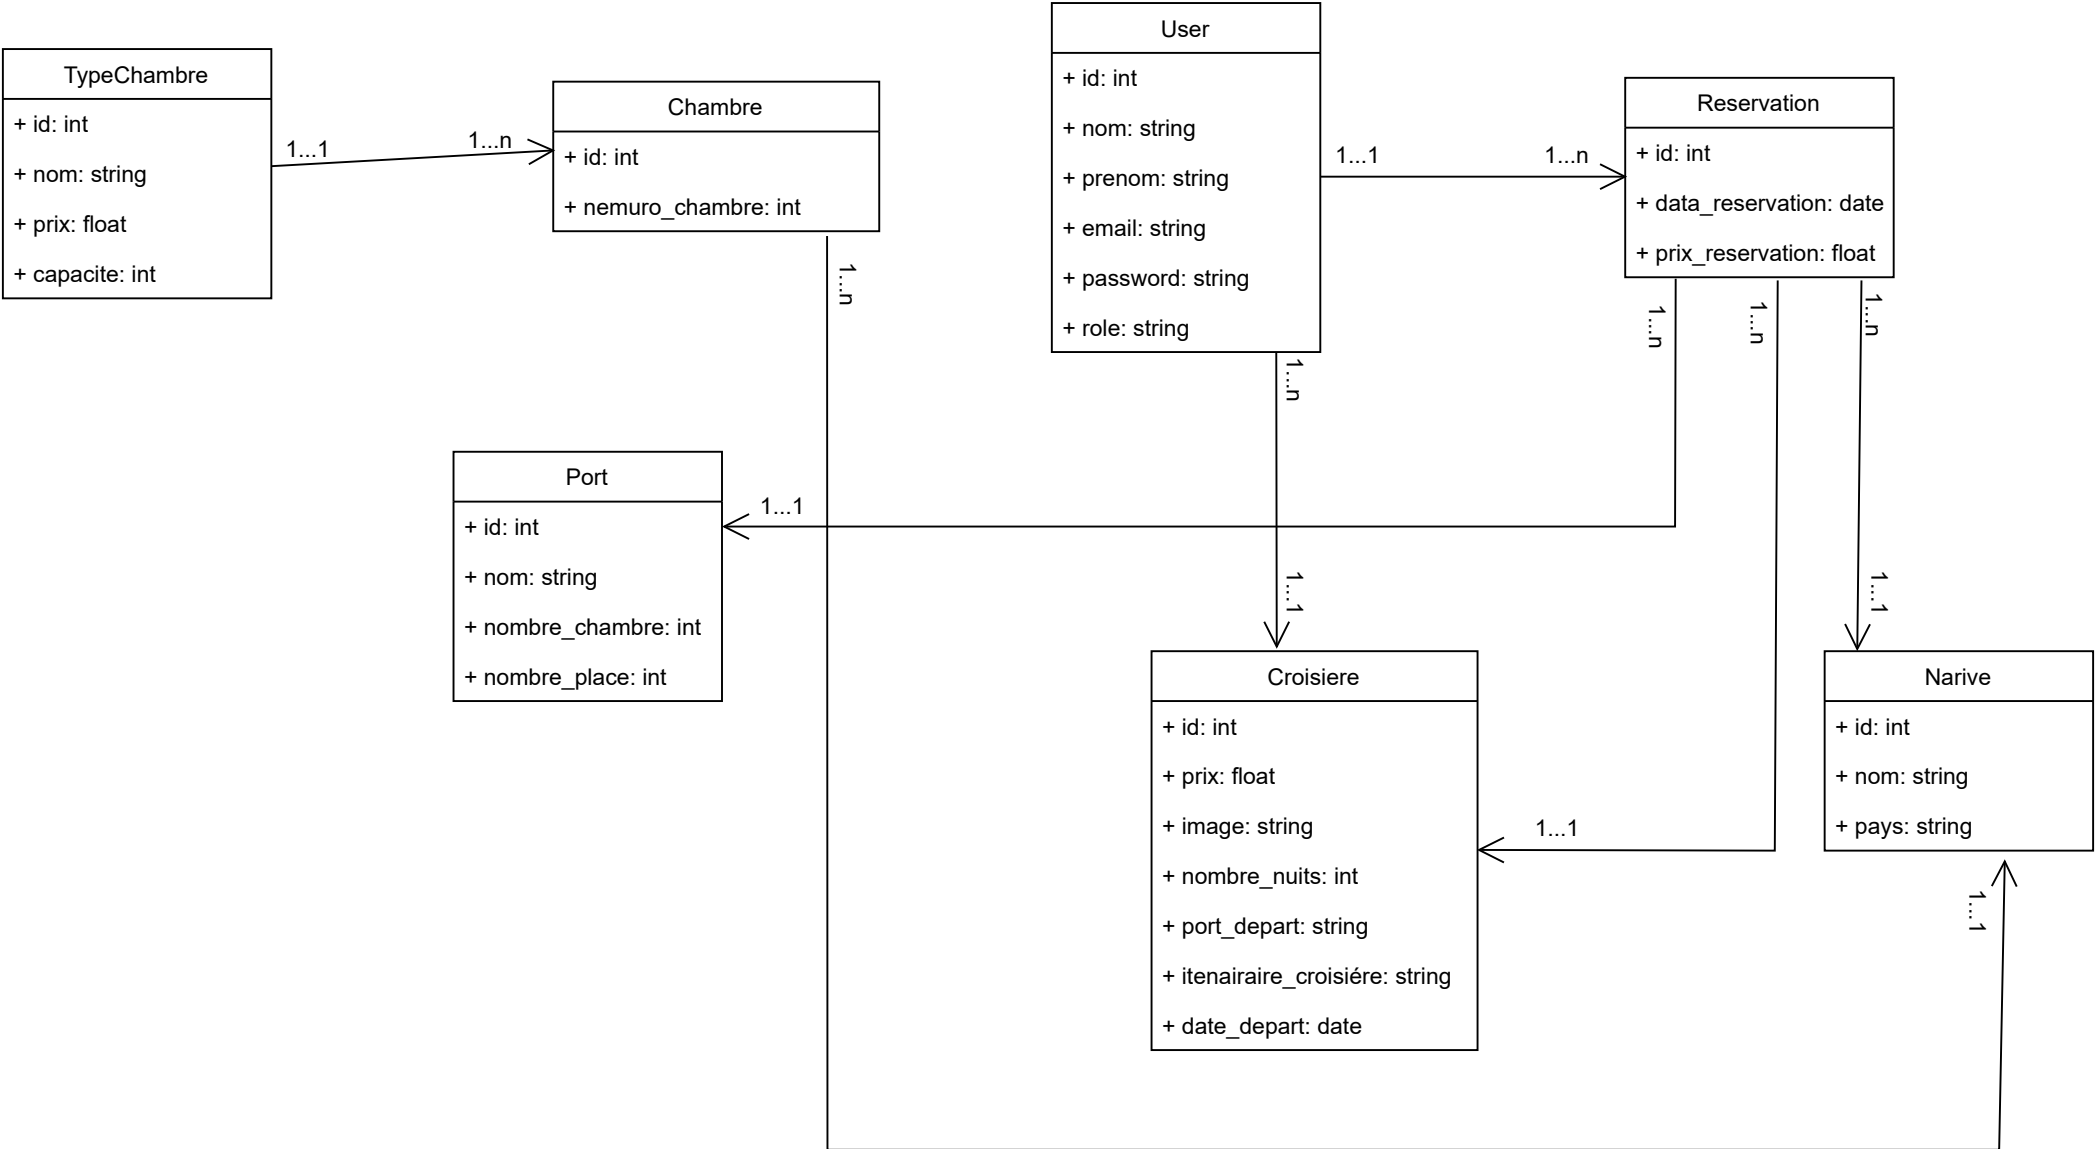 TypeChambre
+ id: int
+ nom: string
+ prix: float
+ capacite: int
1...1
1...n
Chambre
+ id: int
+ nemuro_chambre: int
1...n
User
+ id: int
+ nom: string
+ prenom: string
+ email: string
+ password: string
+ role: string
1...1
1...n
Reservation
+ id: int
+ data_reservation: date
+ prix_reservation: float
1...n
1...n
1...n
1...n
Port
+ id: int
+ nom: string
+ nombre_chambre: int
+ nombre_place: int
1...1
1...1
1...1
Croisiere
+ id: int
+ prix: float
+ image: string
+ nombre_nuits: int
+ port_depart: string
+ itenairaire_croisiére: string
+ date_depart: date
1...1
Narive
+ id: int
+ nom: string
+ pays: string
1...1